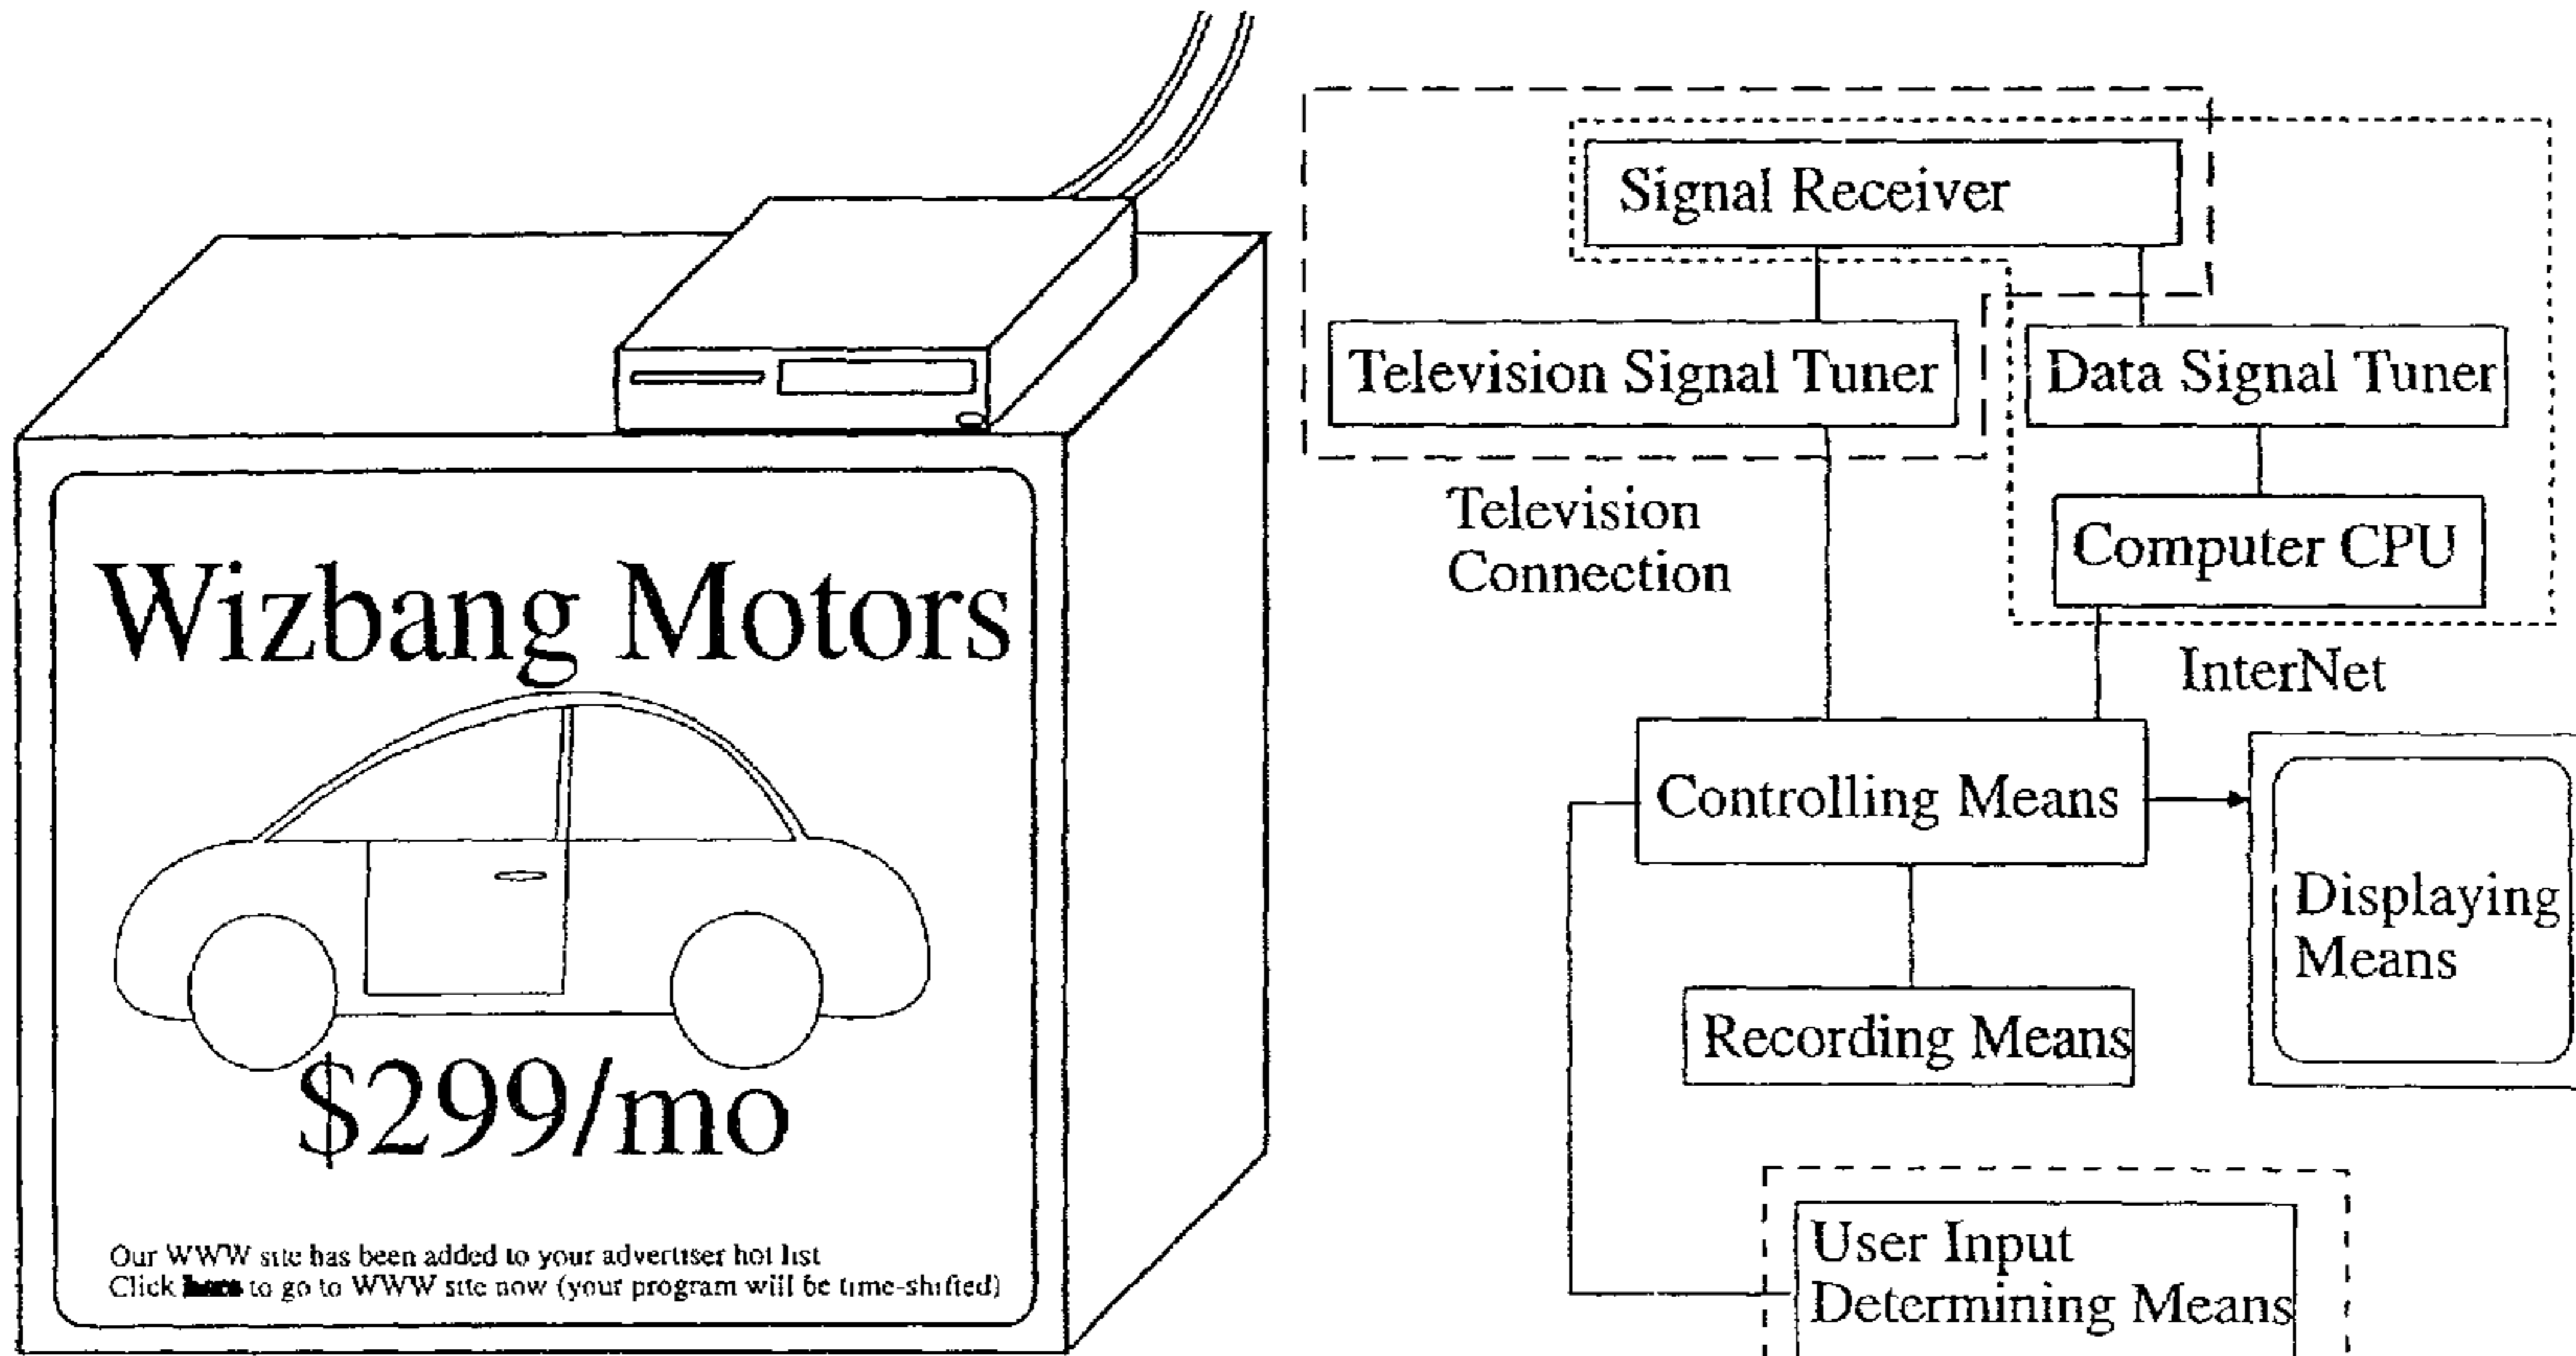 Wizbang Motors
$299/mo
Our WWW site has been added to your advertiser hot list
Click here to go to WWW site now (your program will be time-shifted)
Signal Receiver
Television Signal Tuner
Data Signal Tuner
Television
Connection
Computer CPU
InterNet
Controlling Means
Displaying
Means
Recording Means
User Input
Determining Means